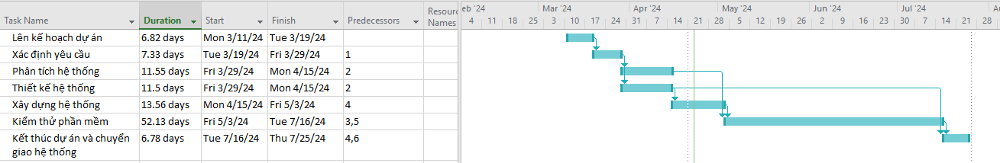 Task Name Duration Start Finish Predecessors Resour Names
eb '24 Mar '24 Apr '24 May '24 Jun '24 Jul '24 Au
4 11 18 25 3 10 17 24 31 7 14 21 28 5 12 19 26 2 9 16 23 30 7 14 21 28
Lên kế hoạch dự án 6.82 days Mon 3/11/24 Tue 3/19/24
Xác định yêu cầu 7.33 days Tue 3/19/24 Fri 3/29/24 1
Phân tích hệ thống 11.55 days Fri 3/29/24 Mon 4/15/24 2
Thiết kế hệ thống 11.5 days Fri 3/29/24 Mon 4/15/24 2
Xây dựng hệ thống 13.56 days Mon 4/15/24 Fri 5/3/24 4
Kiểm thử phần mềm 52.13 days Fri 5/3/24 Tue 7/16/24 3,5
Kết thúc dự án và chuyển 6.78 days Tue 7/16/24 Thu 7/25/24 4,6
giao hệ thống